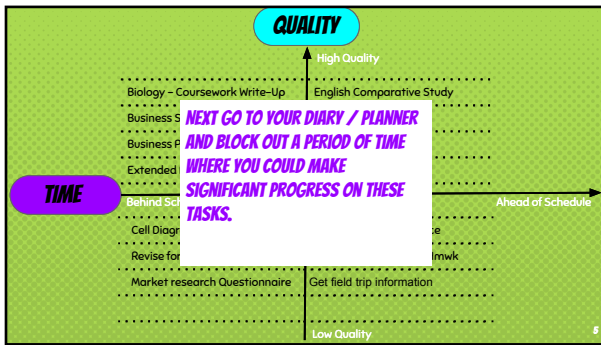 QUALITY
High Quality
Biology – Coursework Write-Up
English Comparative Study
Business
Business
Extended
NEXT GO TO YOUR DIARY / PLANNER
AND BLOCK OUT A PERIOD OF TIME
WHERE YOU COULD MAKE
SIGNIFICANT PROGRESS ON THESE
TASKS.
TIME
Behind
Ahead of Schedule
Cell
Revise for
Market research Questionnaire
Get field trip information
Low Quality
5